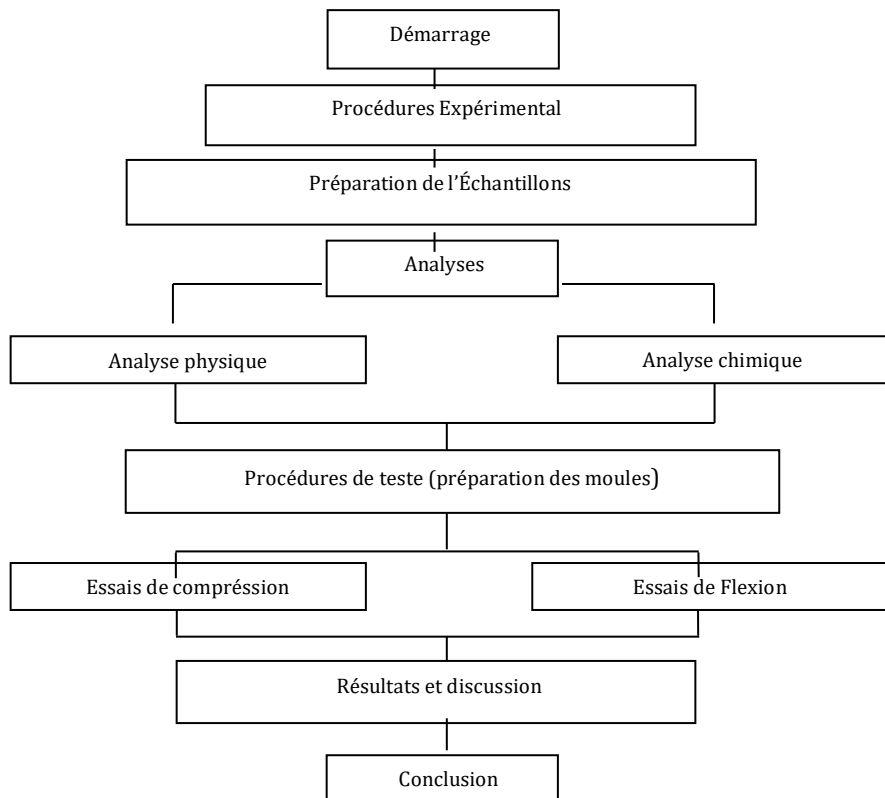 Démarrage
Procédures Expérimental
Préparation de l'Échantillons
Analyses
Analyse physique
Analyse chimique
Procédures de teste (préparation des moules)
Essais de compréssion
Essais de Flexion
Résultats et discussion
Conclusion